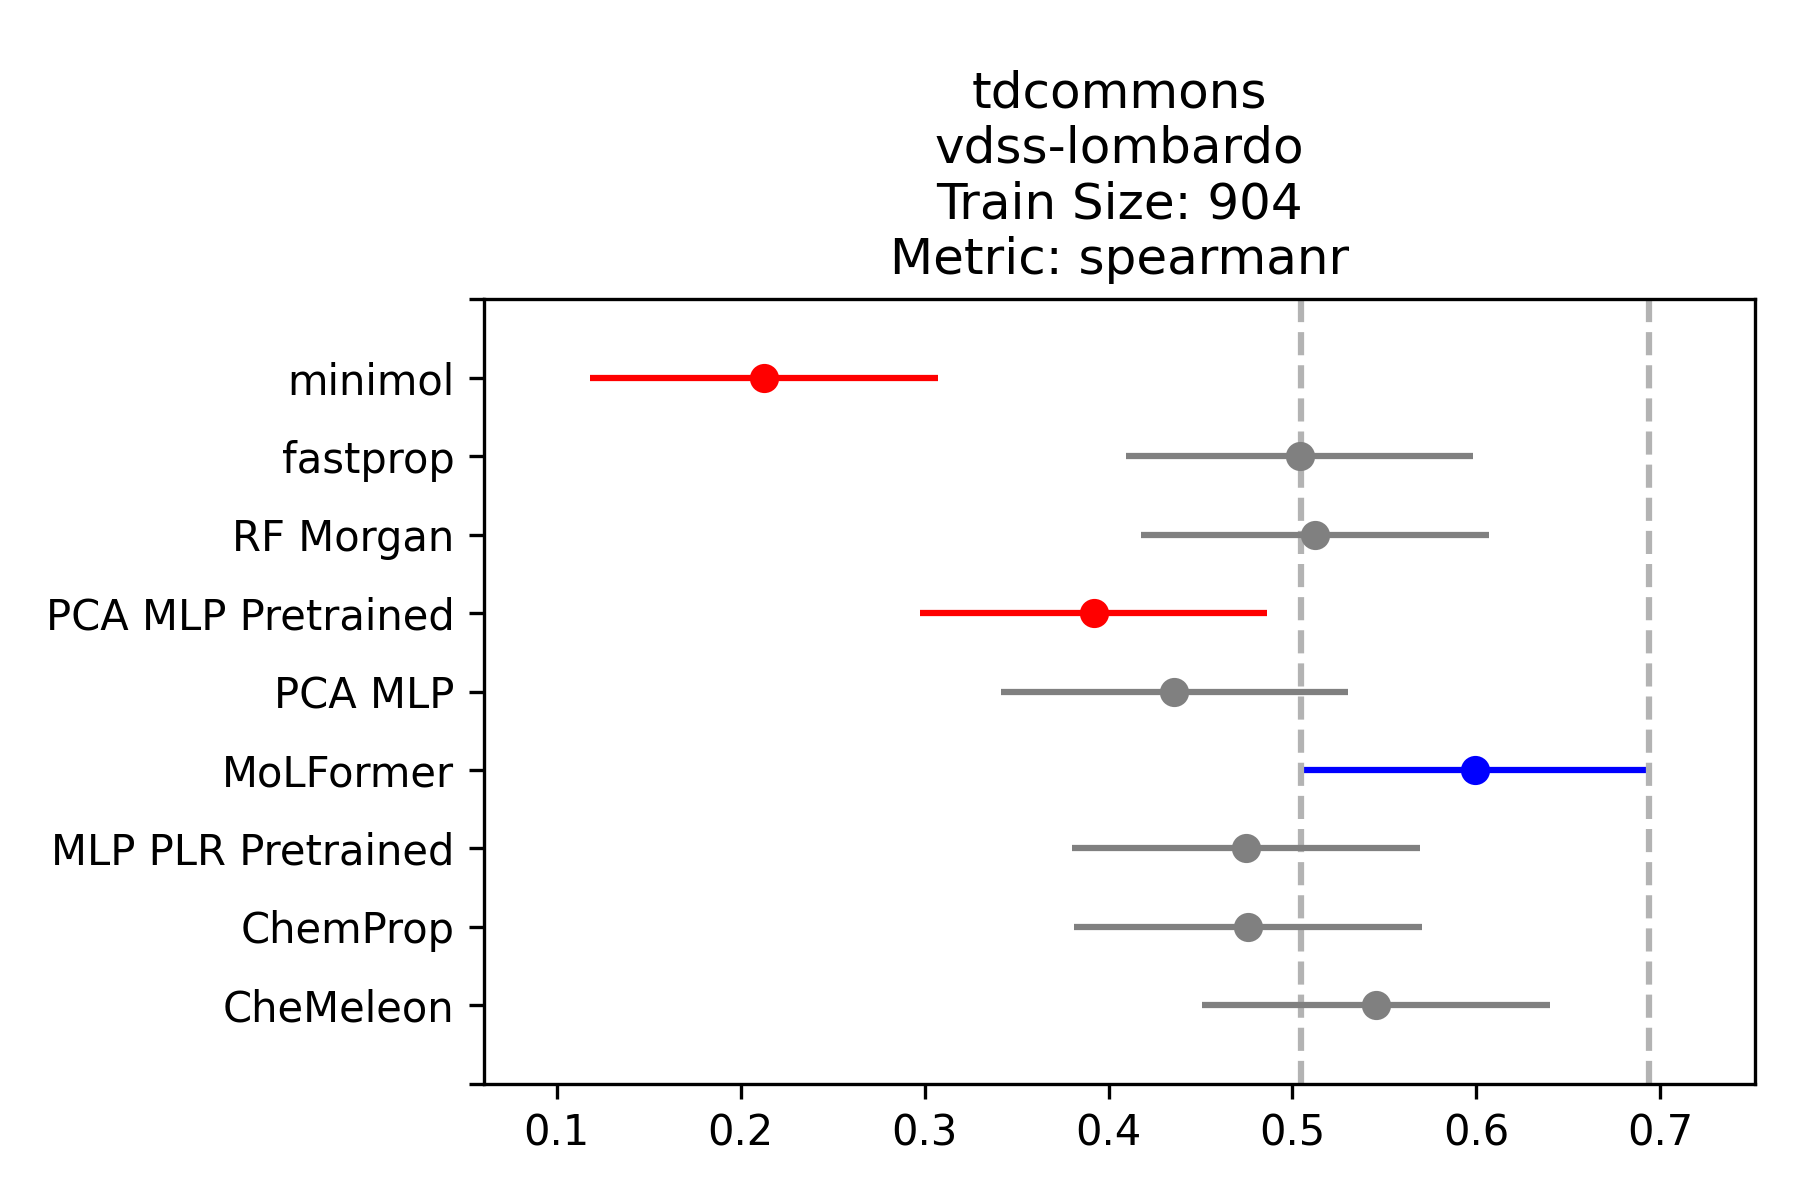 tdcommons
vdss-lombardo
Train Size: 904
Metric: spearmanr
minimol
fastprop
RF Morgan
PCA MLP Pretrained
PCA MLP
MoLFormer
MLP PLR Pretrained
ChemProp
CheMeleon
0.1 0.2 0.3 0.4 0.5 0.6 0.7